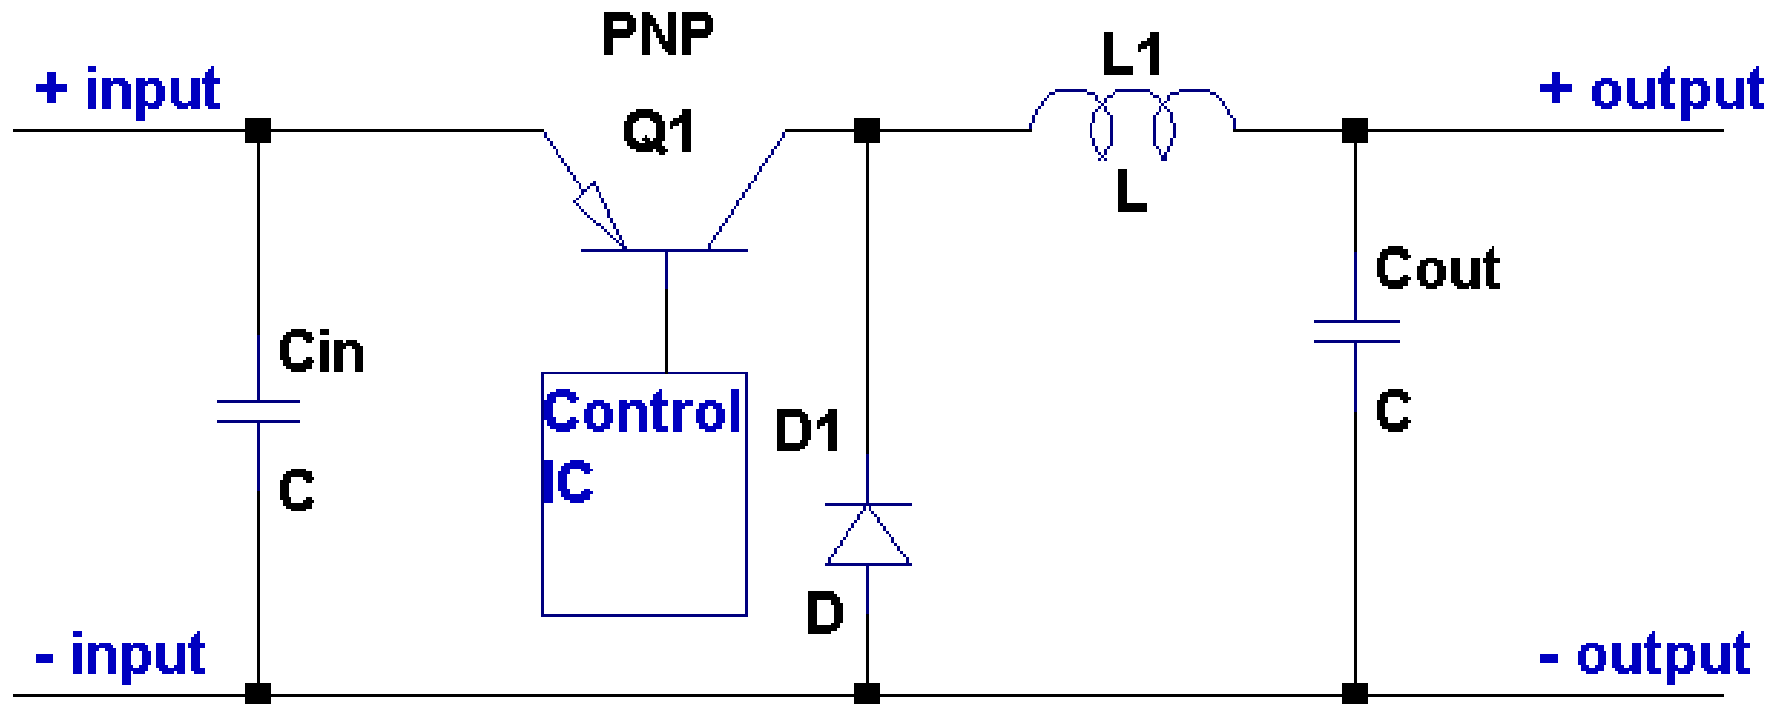 PNP
Q1
L1
L
+ input
+ output
Cin
C
Control
IC
D1
D
Cout
C
- input
- output